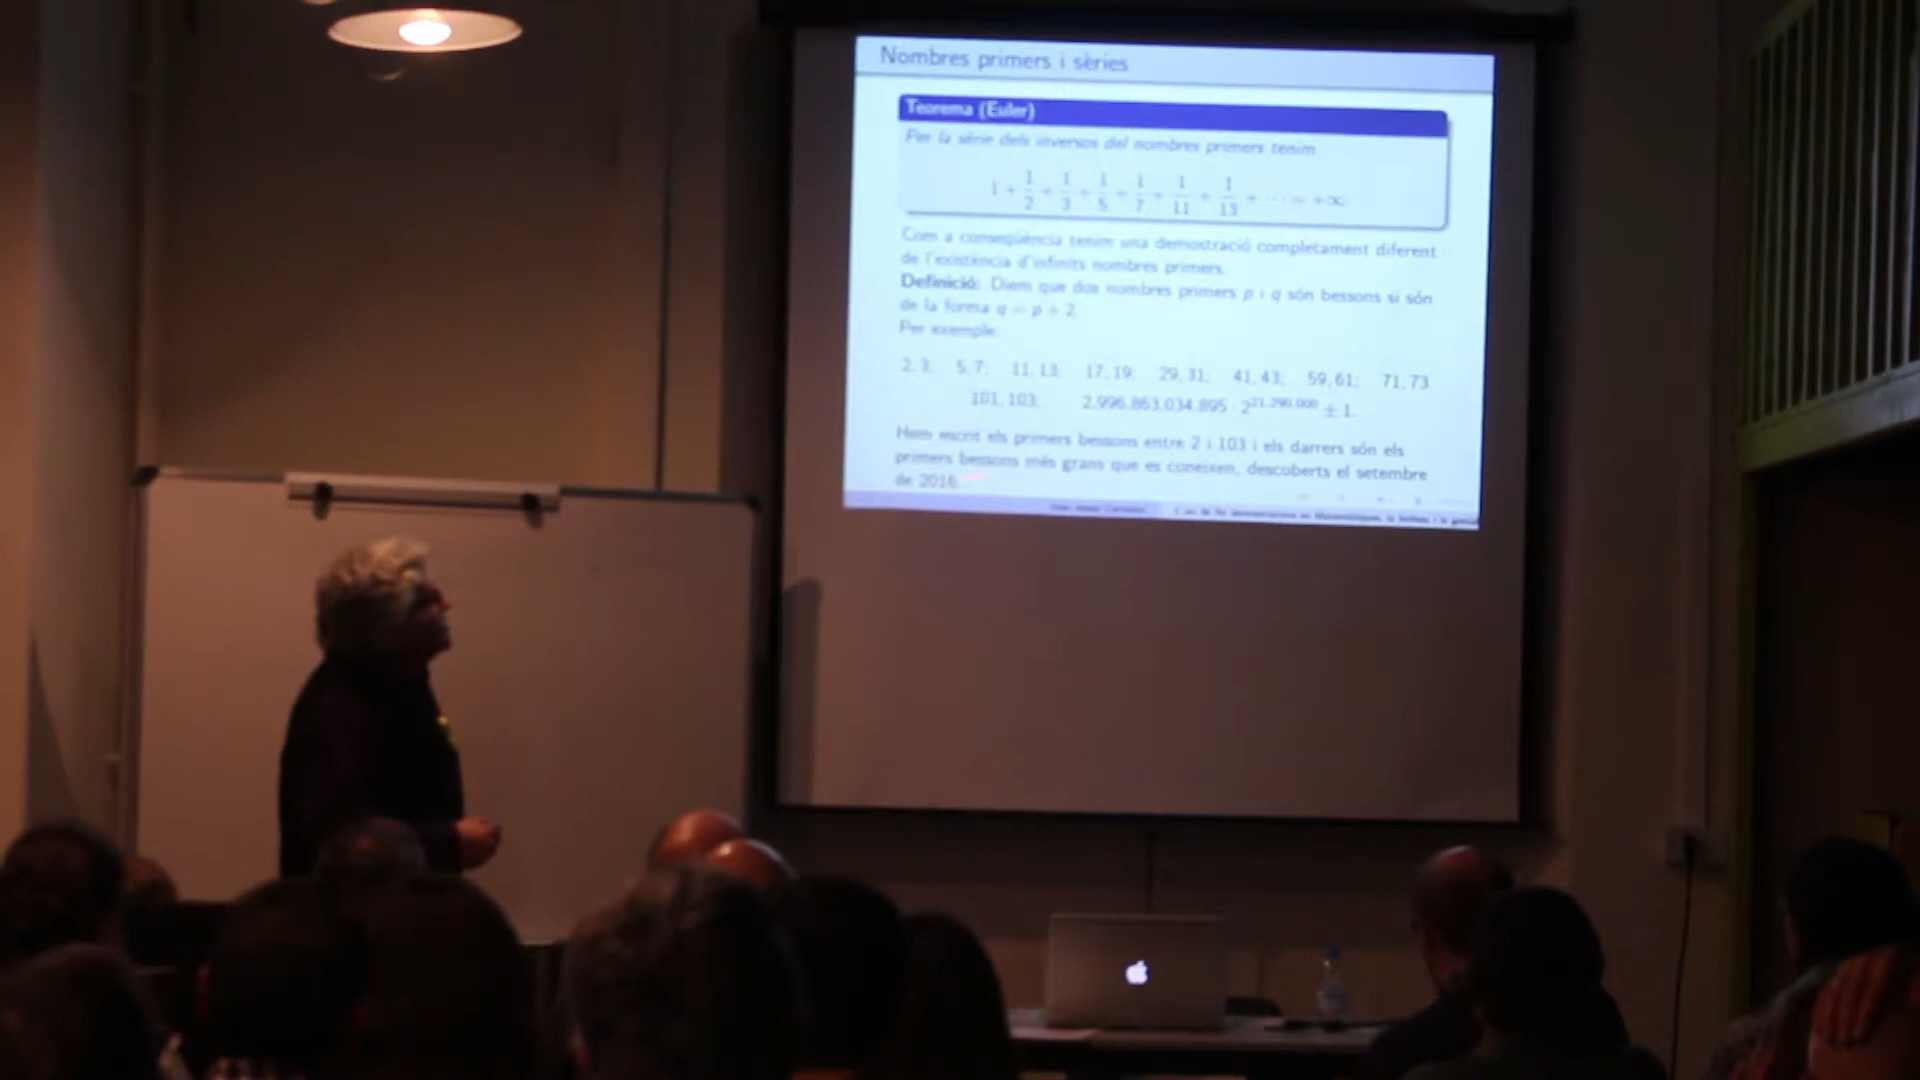 Nombres primers i sèries
Teorema (Euler)
Per la sèrie dels inversos del nombres primers tenim
1 + 1/2 + 1/3 + 1/5 + 1/7 + 1/11 + 1/13 + ··· = +∞.
Com a conseqüència tenim una demostració completament diferent
de l'existència d'infinits nombres primers.
Definició: Diem que dos nombres primers p i q són bessons si són
de la forma q = p + 2.
Per exemple:
2, 3; 5, 7; 11, 13; 17, 19; 29, 31; 41, 43; 59, 61; 71, 73
101, 103; 2.996.863.034.895 · 2^21.290.000 ± 1.
Hem escrit els primers bessons entre 2 i 103 i els darrers són els
primers bessons més grans que es coneixen, descoberts el setembre
de 2016.